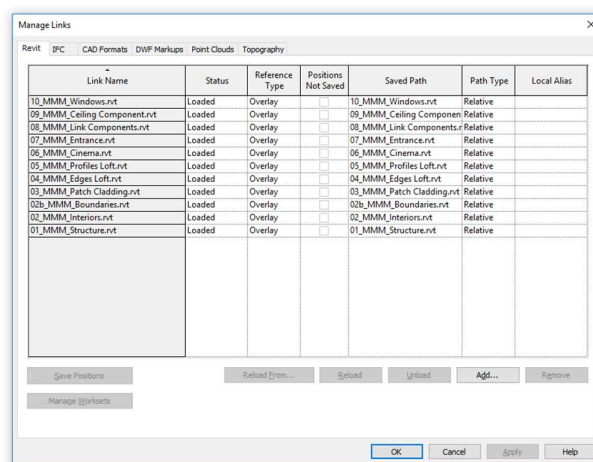 Manage Links
Revit IFC CAD Formats DWF Markups Point Clouds Topography
Link Name Status Reference Type Positions Not Saved Saved Path Path Type Local Alias
10_MMM_Windows.rvt Loaded Overlay 10_MMM_Windows.rvt Relative
09_MMM_Ceiling Component.rvt Loaded Overlay 09_MMM_Ceiling Componen Relative
08_MMM_Link Components.rvt Loaded Overlay 08_MMM_Link Components.r Relative
07_MMM_Entrance.rvt Loaded Overlay 07_MMM_Entrance.rvt Relative
06_MMM_Cinema.rvt Loaded Overlay 06_MMM_Cinema.rvt Relative
05_MMM_Profiles Loft.rvt Loaded Overlay 05_MMM_Profiles Loft.rvt Relative
04_MMM_Edges Loft.rvt Loaded Overlay 04_MMM_Edges Loft.rvt Relative
03_MMM_Patch Cladding.rvt Loaded Overlay 03_MMM_Patch Cladding.rvt Relative
02b_MMM_Boundaries.rvt Loaded Overlay 02b_MMM_Boundaries.rvt Relative
02_MMM_Interiors.rvt Loaded Overlay 02_MMM_Interiors.rvt Relative
01_MMM_Structure.rvt Loaded Overlay 01_MMM_Structure.rvt Relative
Save Positions Reload From... Reload Unload Add... Remove
Manage Worksets
OK Cancel Apply Help